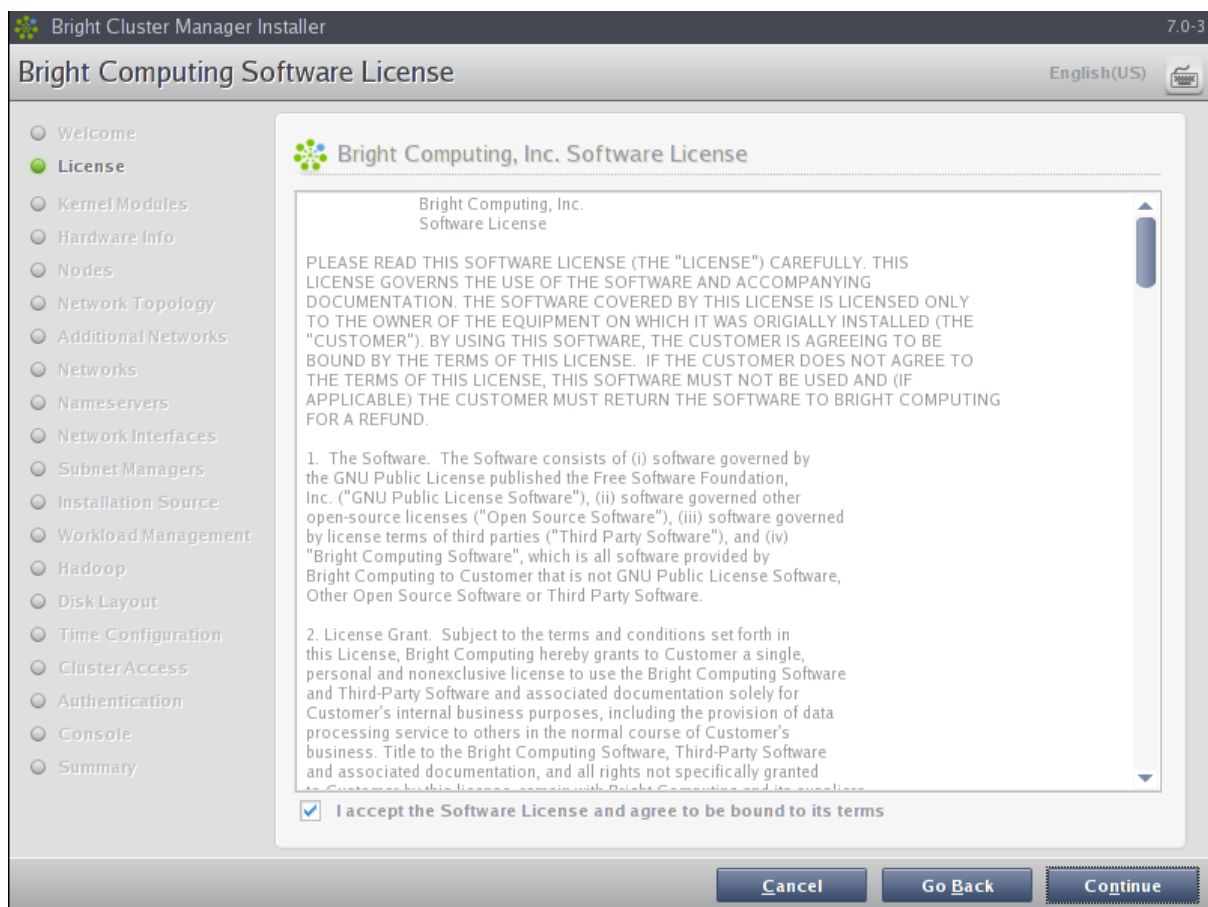 Bright Cluster Manager Installer
7.0-3
Bright Computing Software License
English(US)
Welcome
License
Kernel Modules
Hardware Info
Nodes
Network Topology
Additional Networks
Networks
Nameservers
Network Interfaces
Subnet Managers
Installation Source
Workload Management
Hadoop
Disk Layout
Time Configuration
Cluster Access
Authentication
Console
Summary
Bright Computing, Inc. Software License
Bright Computing, Inc.
Software License
PLEASE READ THIS SOFTWARE LICENSE (THE "LICENSE") CAREFULLY. THIS
LICENSE GOVERNS THE USE OF THE SOFTWARE AND ACCOMPANYING
DOCUMENTATION. THE SOFTWARE COVERED BY THIS LICENSE IS LICENSED ONLY
TO THE OWNER OF THE EQUIPMENT ON WHICH IT WAS ORIGIALLY INSTALLED (THE
"CUSTOMER"). BY USING THIS SOFTWARE, THE CUSTOMER IS AGREEING TO BE
BOUND BY THE TERMS OF THIS LICENSE. IF THE CUSTOMER DOES NOT AGREE TO
THE TERMS OF THIS LICENSE, THIS SOFTWARE MUST NOT BE USED AND (IF
APPLICABLE) THE CUSTOMER MUST RETURN THE SOFTWARE TO BRIGHT COMPUTING
FOR A REFUND.
1. The Software. The Software consists of (i) software governed by
the GNU Public License published the Free Software Foundation,
Inc. ("GNU Public License Software"), (ii) software governed other
open-source licenses ("Open Source Software"), (iii) software governed
by license terms of third parties ("Third Party Software"), and (iv)
"Bright Computing Software", which is all software provided by
Bright Computing to Customer that is not GNU Public License Software,
Other Open Source Software or Third Party Software.
2. License Grant. Subject to the terms and conditions set forth in
this License, Bright Computing hereby grants to Customer a single,
personal and nonexclusive license to use the Bright Computing Software
and Third-Party Software and associated documentation solely for
Customer's internal business purposes, including the provision of data
processing service to others in the normal course of Customer's
business. Title to the Bright Computing Software, Third-Party Software
and associated documentation, and all rights not specifically granted
to Customer by this license, remain with Bright Computing and its suppliers
I accept the Software License and agree to be bound to its terms
Cancel
Go Back
Continue